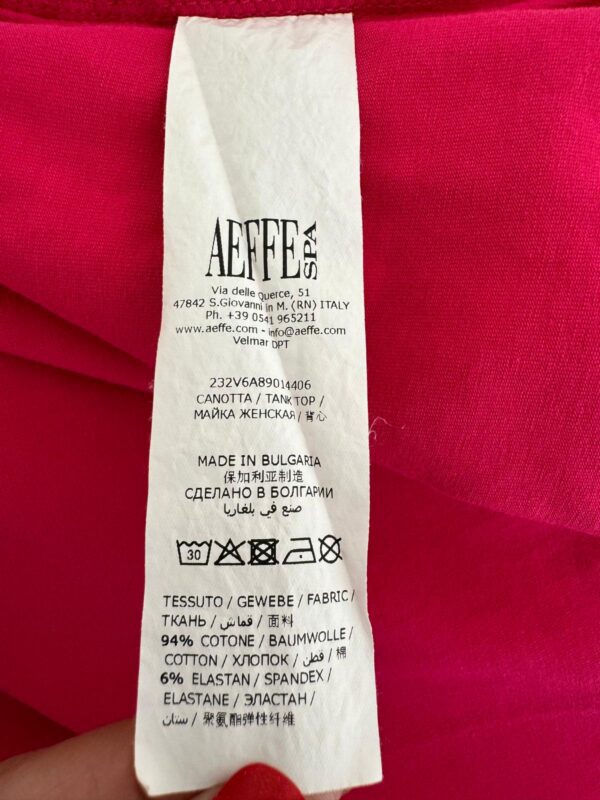 AEFFE SPA
Via delle Querce, 51
47842 S.Giovanni in M. (RN) ITALY
Ph. +39 0541 965211
www.aeffe.com - info@aeffe.com
Velmar DPT
232V6A89014406
CANOTTA / TANK TOP /
МАЙКА ЖЕНСКАЯ / 背心
MADE IN BULGARIA
保加利亚制造
СДЕЛАНО В БОЛГАРИИ
صنع في بلغاريا
30
TESSUTO / GEWEBE / FABRIC /
ТКАНЬ / قماش / 面料
94% COTONE / BAUMWOLLE /
COTTON / ХЛОПОК / قطن / 棉
6% ELASTAN / SPANDEX /
ELASTANE / ЭЛАСТАН /
ستان / 聚氨酯弹性纤维